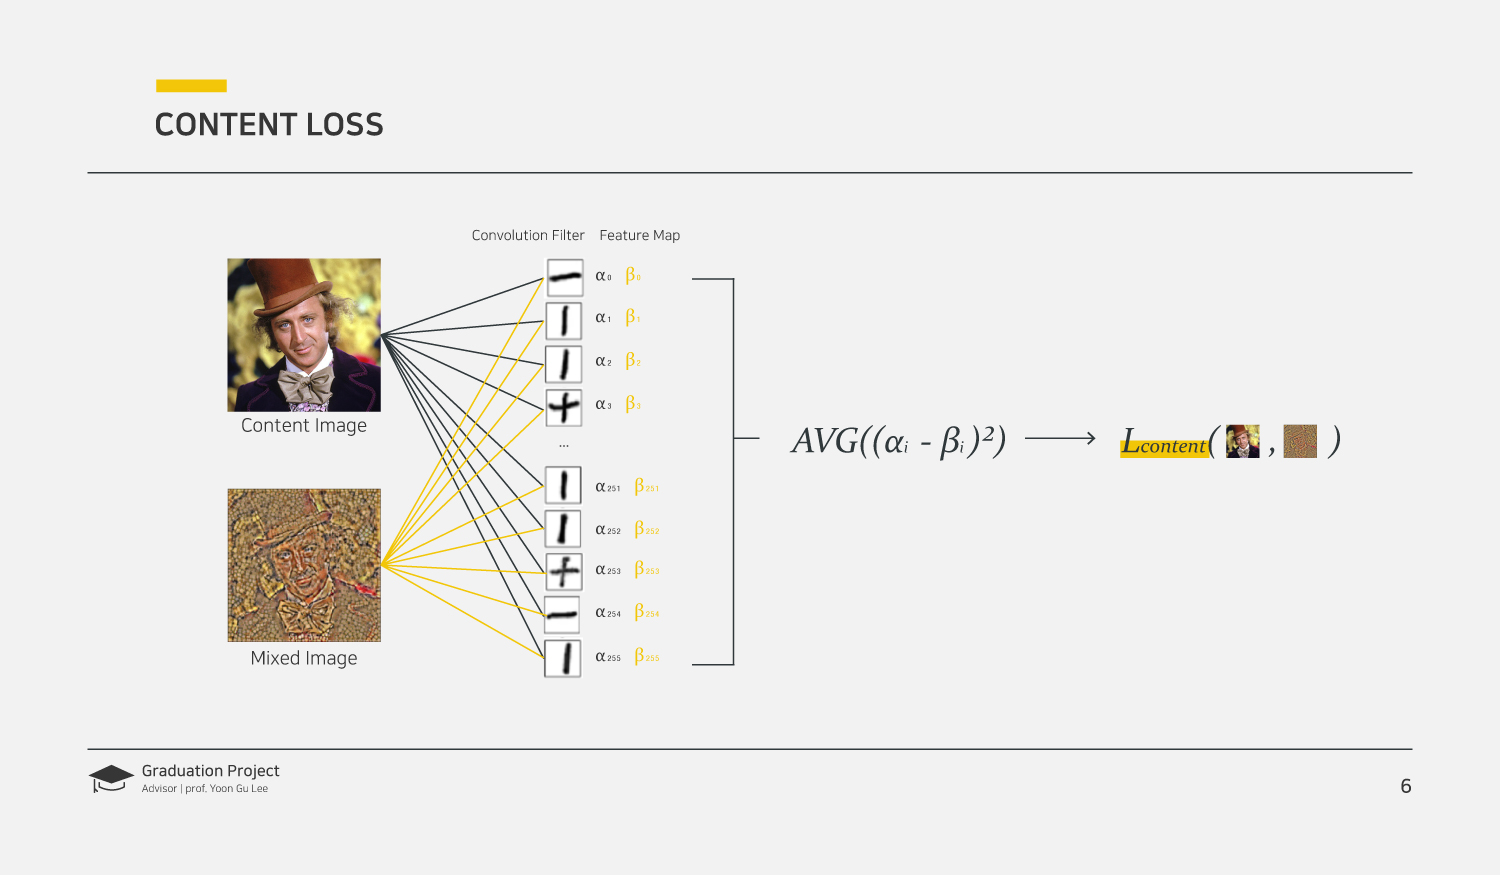 CONTENT LOSS
Convolution Filter Feature Map
α0 β0
α1 β1
α2 β2
α3 β3
...
α251 β251
α252 β252
α253 β253
α254 β254
α255 β255
Content Image
Mixed Image
AVG((αi - βi)²)
Lcontent( , )
Graduation Project
Advisor | prof. Yoon Gu Lee
6